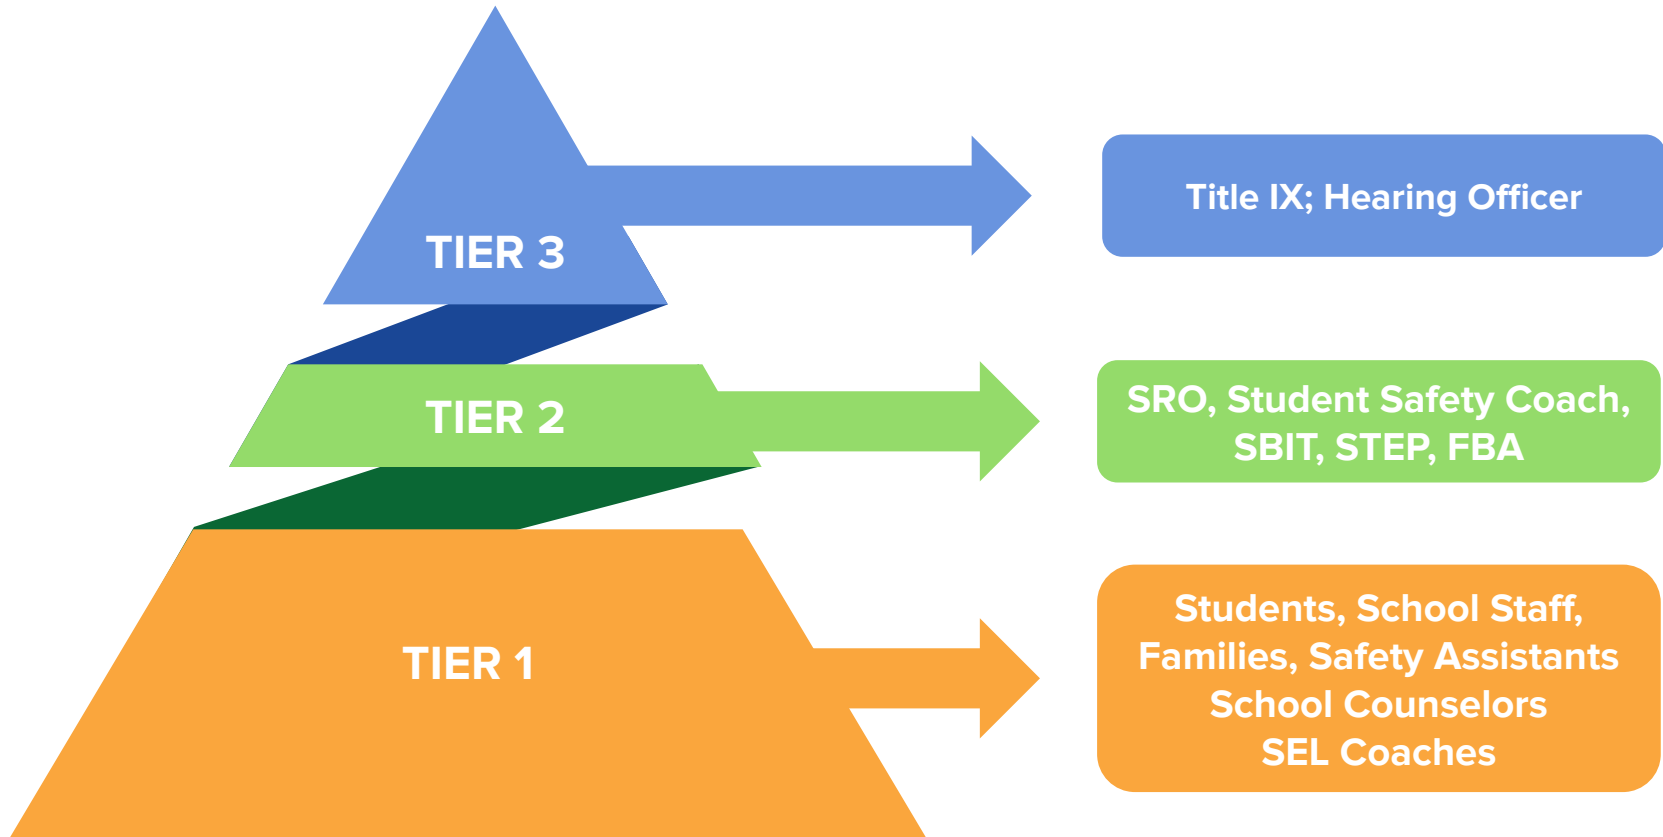 TIER 3
Title IX; Hearing Officer
TIER 2
SRO, Student Safety Coach,
SBIT, STEP, FBA
TIER 1
Students, School Staff,
Families, Safety Assistants
School Counselors
SEL Coaches